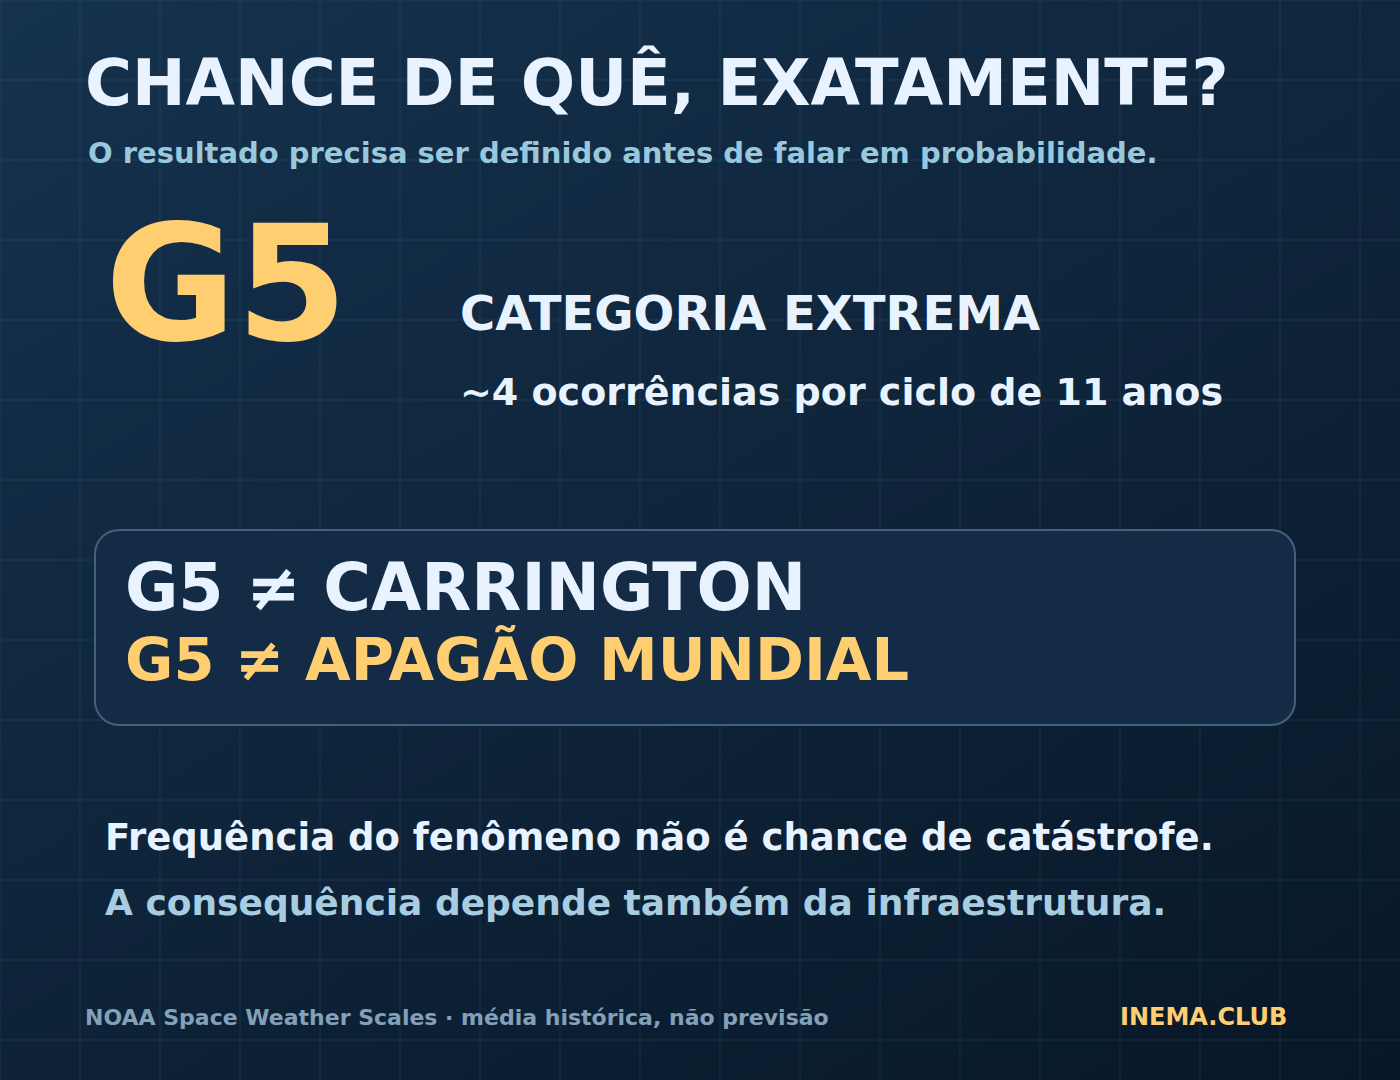 CHANCE DE QUÊ, EXATAMENTE?
O resultado precisa ser definido antes de falar em probabilidade.
G5
CATEGORIA EXTREMA
~4 ocorrências por ciclo de 11 anos
G5 ≠ CARRINGTON
G5 ≠ APAGÃO MUNDIAL
Frequência do fenômeno não é chance de catástrofe.
A consequência depende também da infraestrutura.
NOAA Space Weather Scales · média histórica, não previsão
INEMA.CLUB